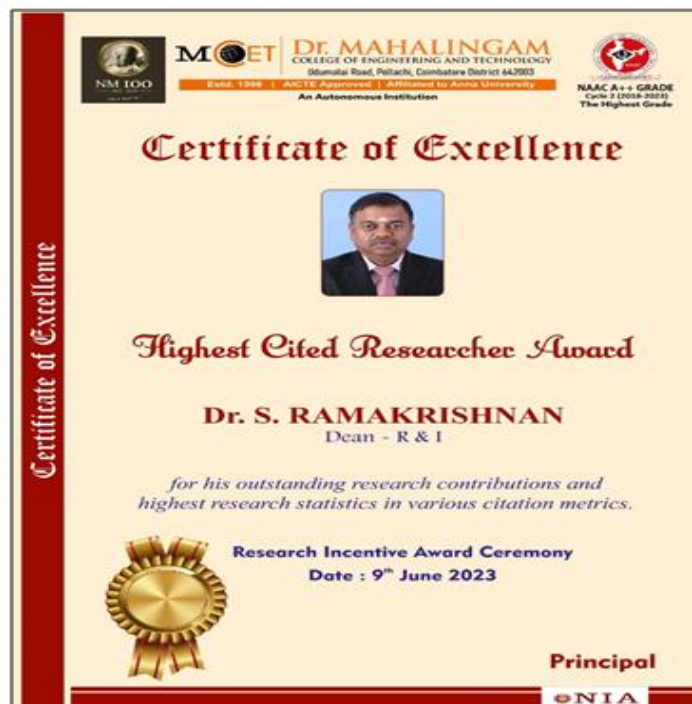 NM 100
MCET
Dr. MAHALINGAM
COLLEGE OF ENGINEERING AND TECHNOLOGY
Udumalai Road, Pollachi, Coimbatore District 642003
Estd. 1998 | AICTE Approved | Affiliated to Anna University
An Autonomous Institution
NAAC A++ GRADE
Cycle 2 (2018-2023)
The Highest Grade
Certificate of Excellence
Certificate of Excellence
Highest Cited Researcher Award
Dr. S. RAMAKRISHNAN
Dean - R & I
for his outstanding research contributions and
highest research statistics in various citation metrics.
Research Incentive Award Ceremony
Date : 9th June 2023
Principal
NIA